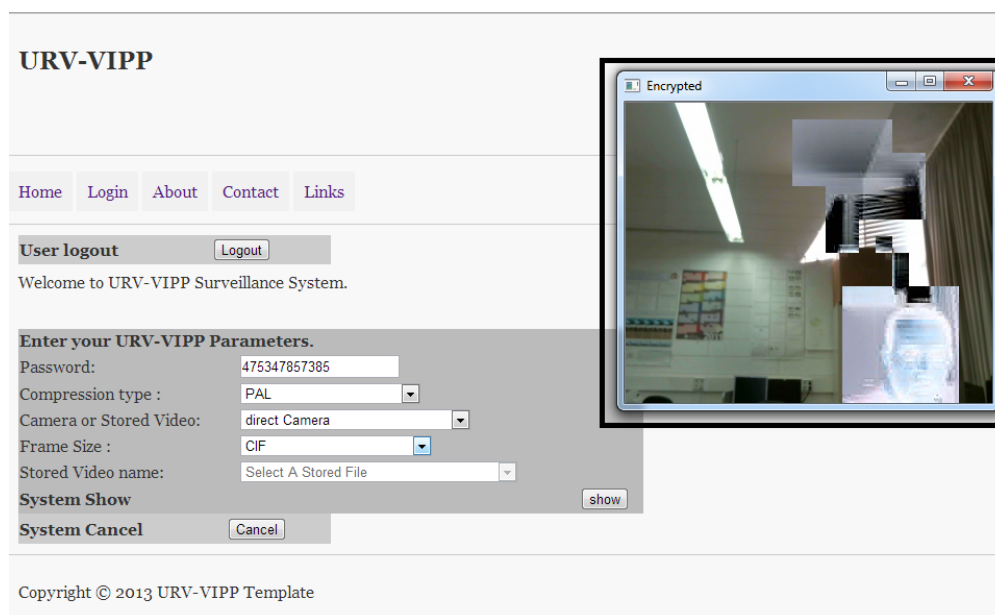 URV-VIPP
Encrypted
Home Login About Contact Links
User logout Logout
Welcome to URV-VIPP Surveillance System.
Enter your URV-VIPP Parameters.
Password: 475347857385
Compression type : PAL
Camera or Stored Video: direct Camera
Frame Size : CIF
Stored Video name: Select A Stored File
System Show show
System Cancel Cancel
Copyright © 2013 URV-VIPP Template